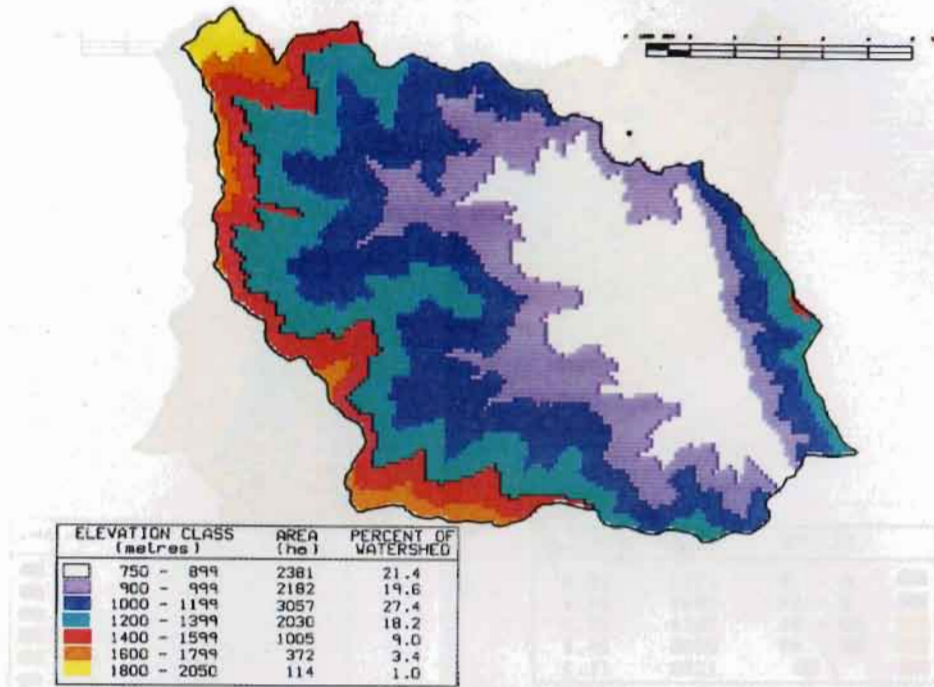 ELEVATION CLASS AREA PERCENT OF
(metres) (ha) WATERSHED
750 - 899 2381 21.4
900 - 999 2182 19.6
1000 - 1199 3057 27.4
1200 - 1399 2030 18.2
1400 - 1599 1005 9.0
1600 - 1799 372 3.4
1800 - 2050 114 1.0